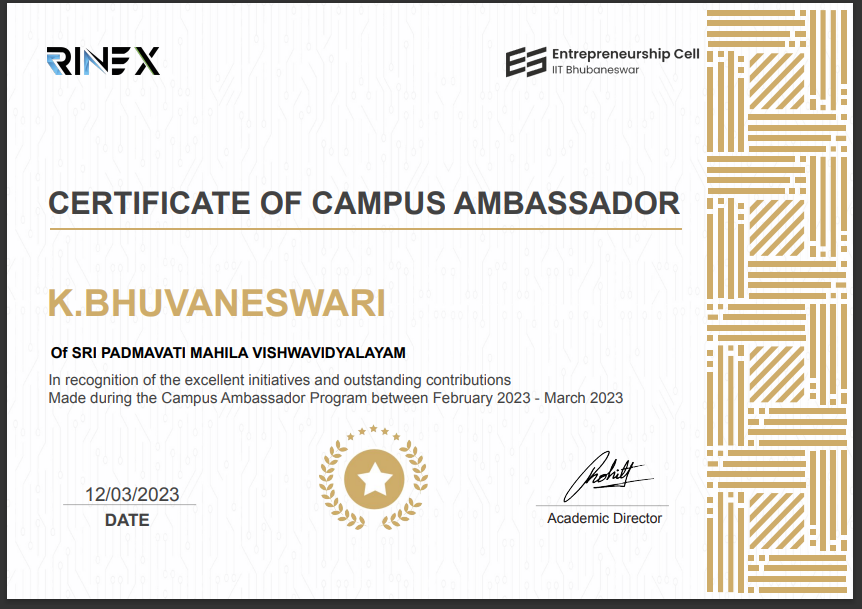 RINEX
Entrepreneurship Cell
IIT Bhubaneswar
CERTIFICATE OF CAMPUS AMBASSADOR
K.BHUVANESWARI
Of SRI PADMAVATI MAHILA VISHWAVIDYALAYAM
In recognition of the excellent initiatives and outstanding contributions
Made during the Campus Ambassador Program between February 2023 - March 2023
12/03/2023
DATE
Academic Director